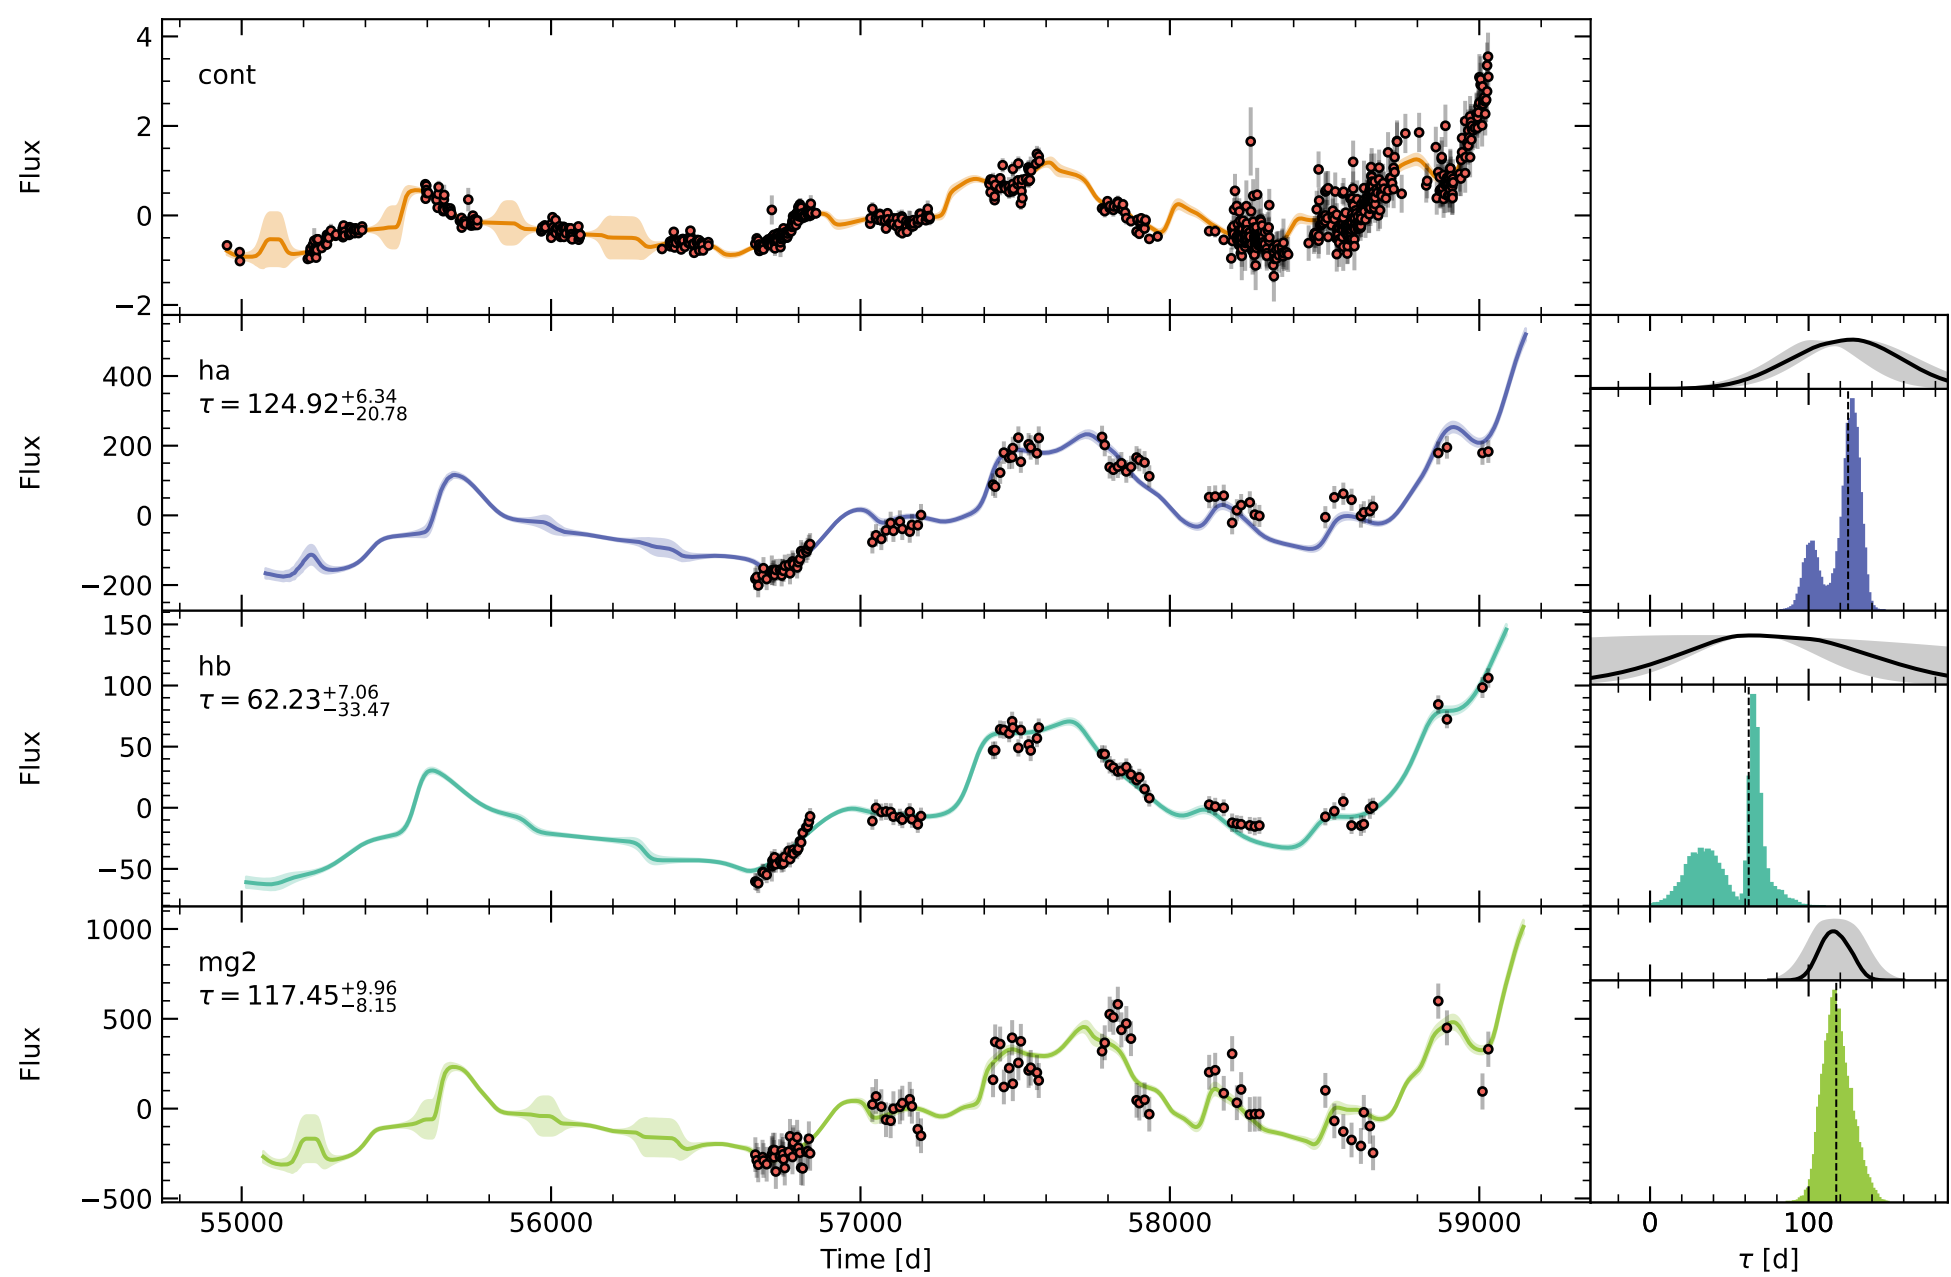 4
cont
2
Flux
0
−2
ha
400
τ = 124.92 +6.34 −20.78
200
Flux
0
−200
150
hb
100
τ = 62.23 +7.06 −33.47
50
Flux
0
−50
1000
mg2
τ = 117.45 +9.96 −8.15
500
Flux
0
−500
55000 56000 57000 58000 59000 0 100
Time [d] τ [d]